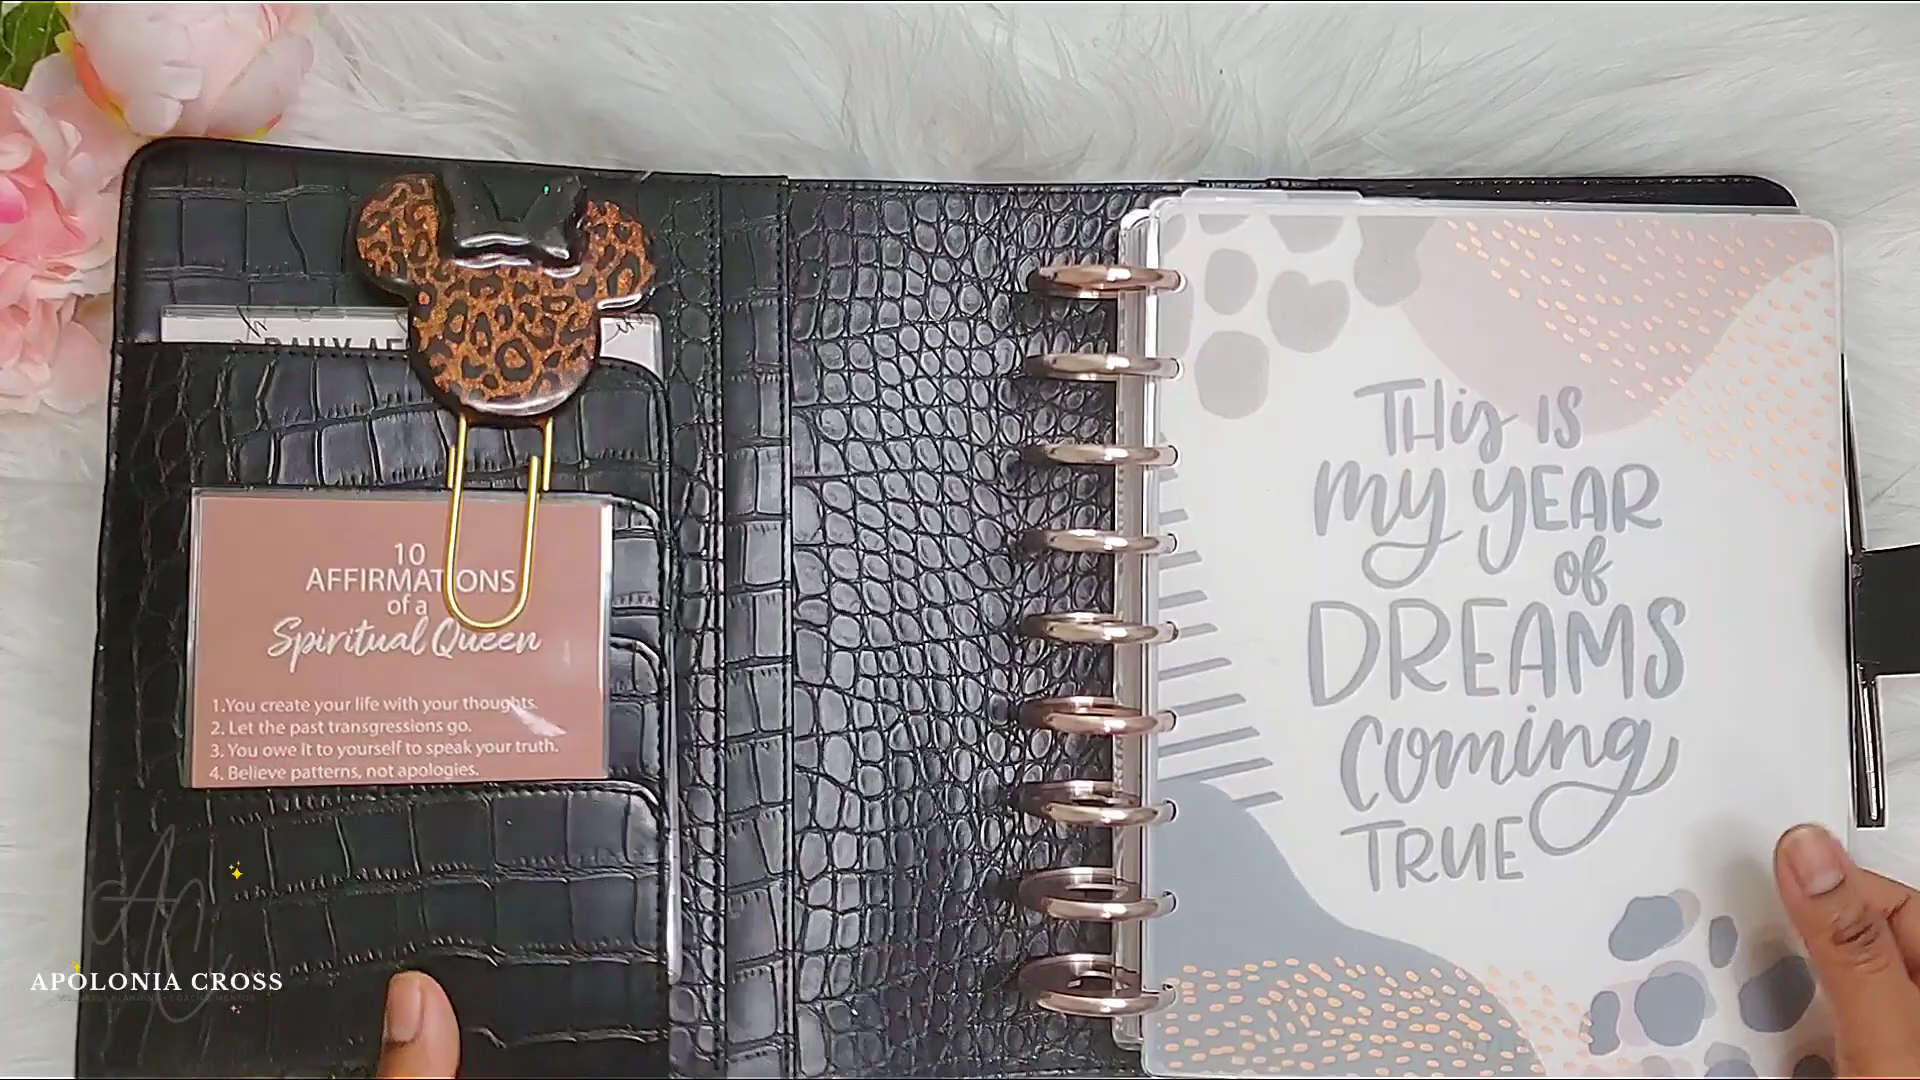 DAILY
10
AFFIRMATIONS
of a
Spiritual Queen
1.You create your life with your thoughts.
2. Let the past transgressions go.
3. You owe it to yourself to speak your truth.
4. Believe patterns, not apologies.
THis is
my year
of
DREAMS
coming
TRUE
APOLONIA CROSS